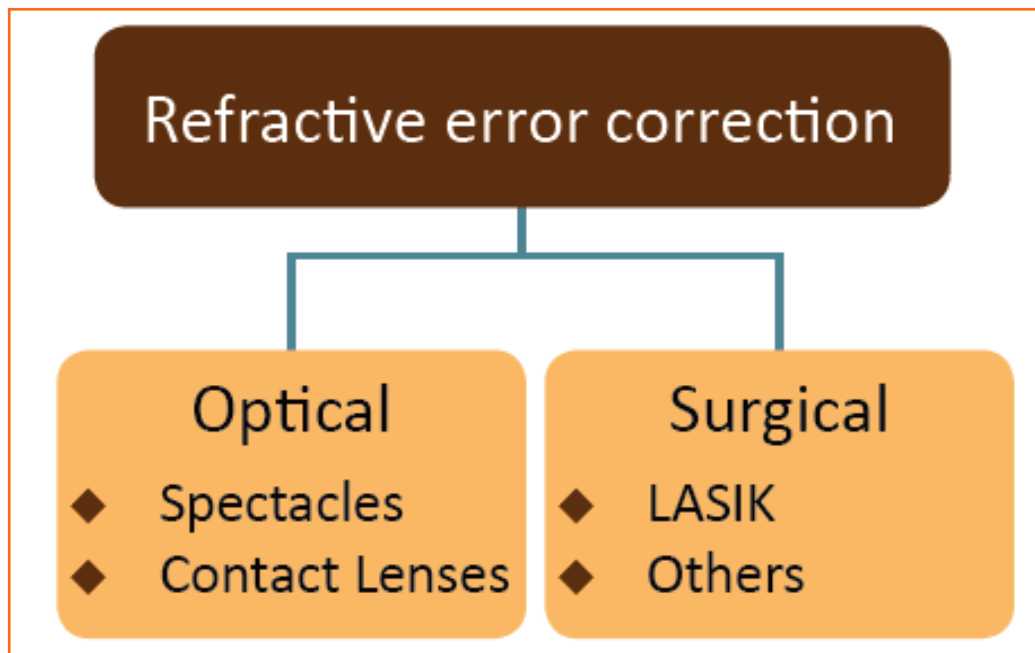 Refractive error correction
Optical
Spectacles
Contact Lenses
Surgical
LASIK
Others